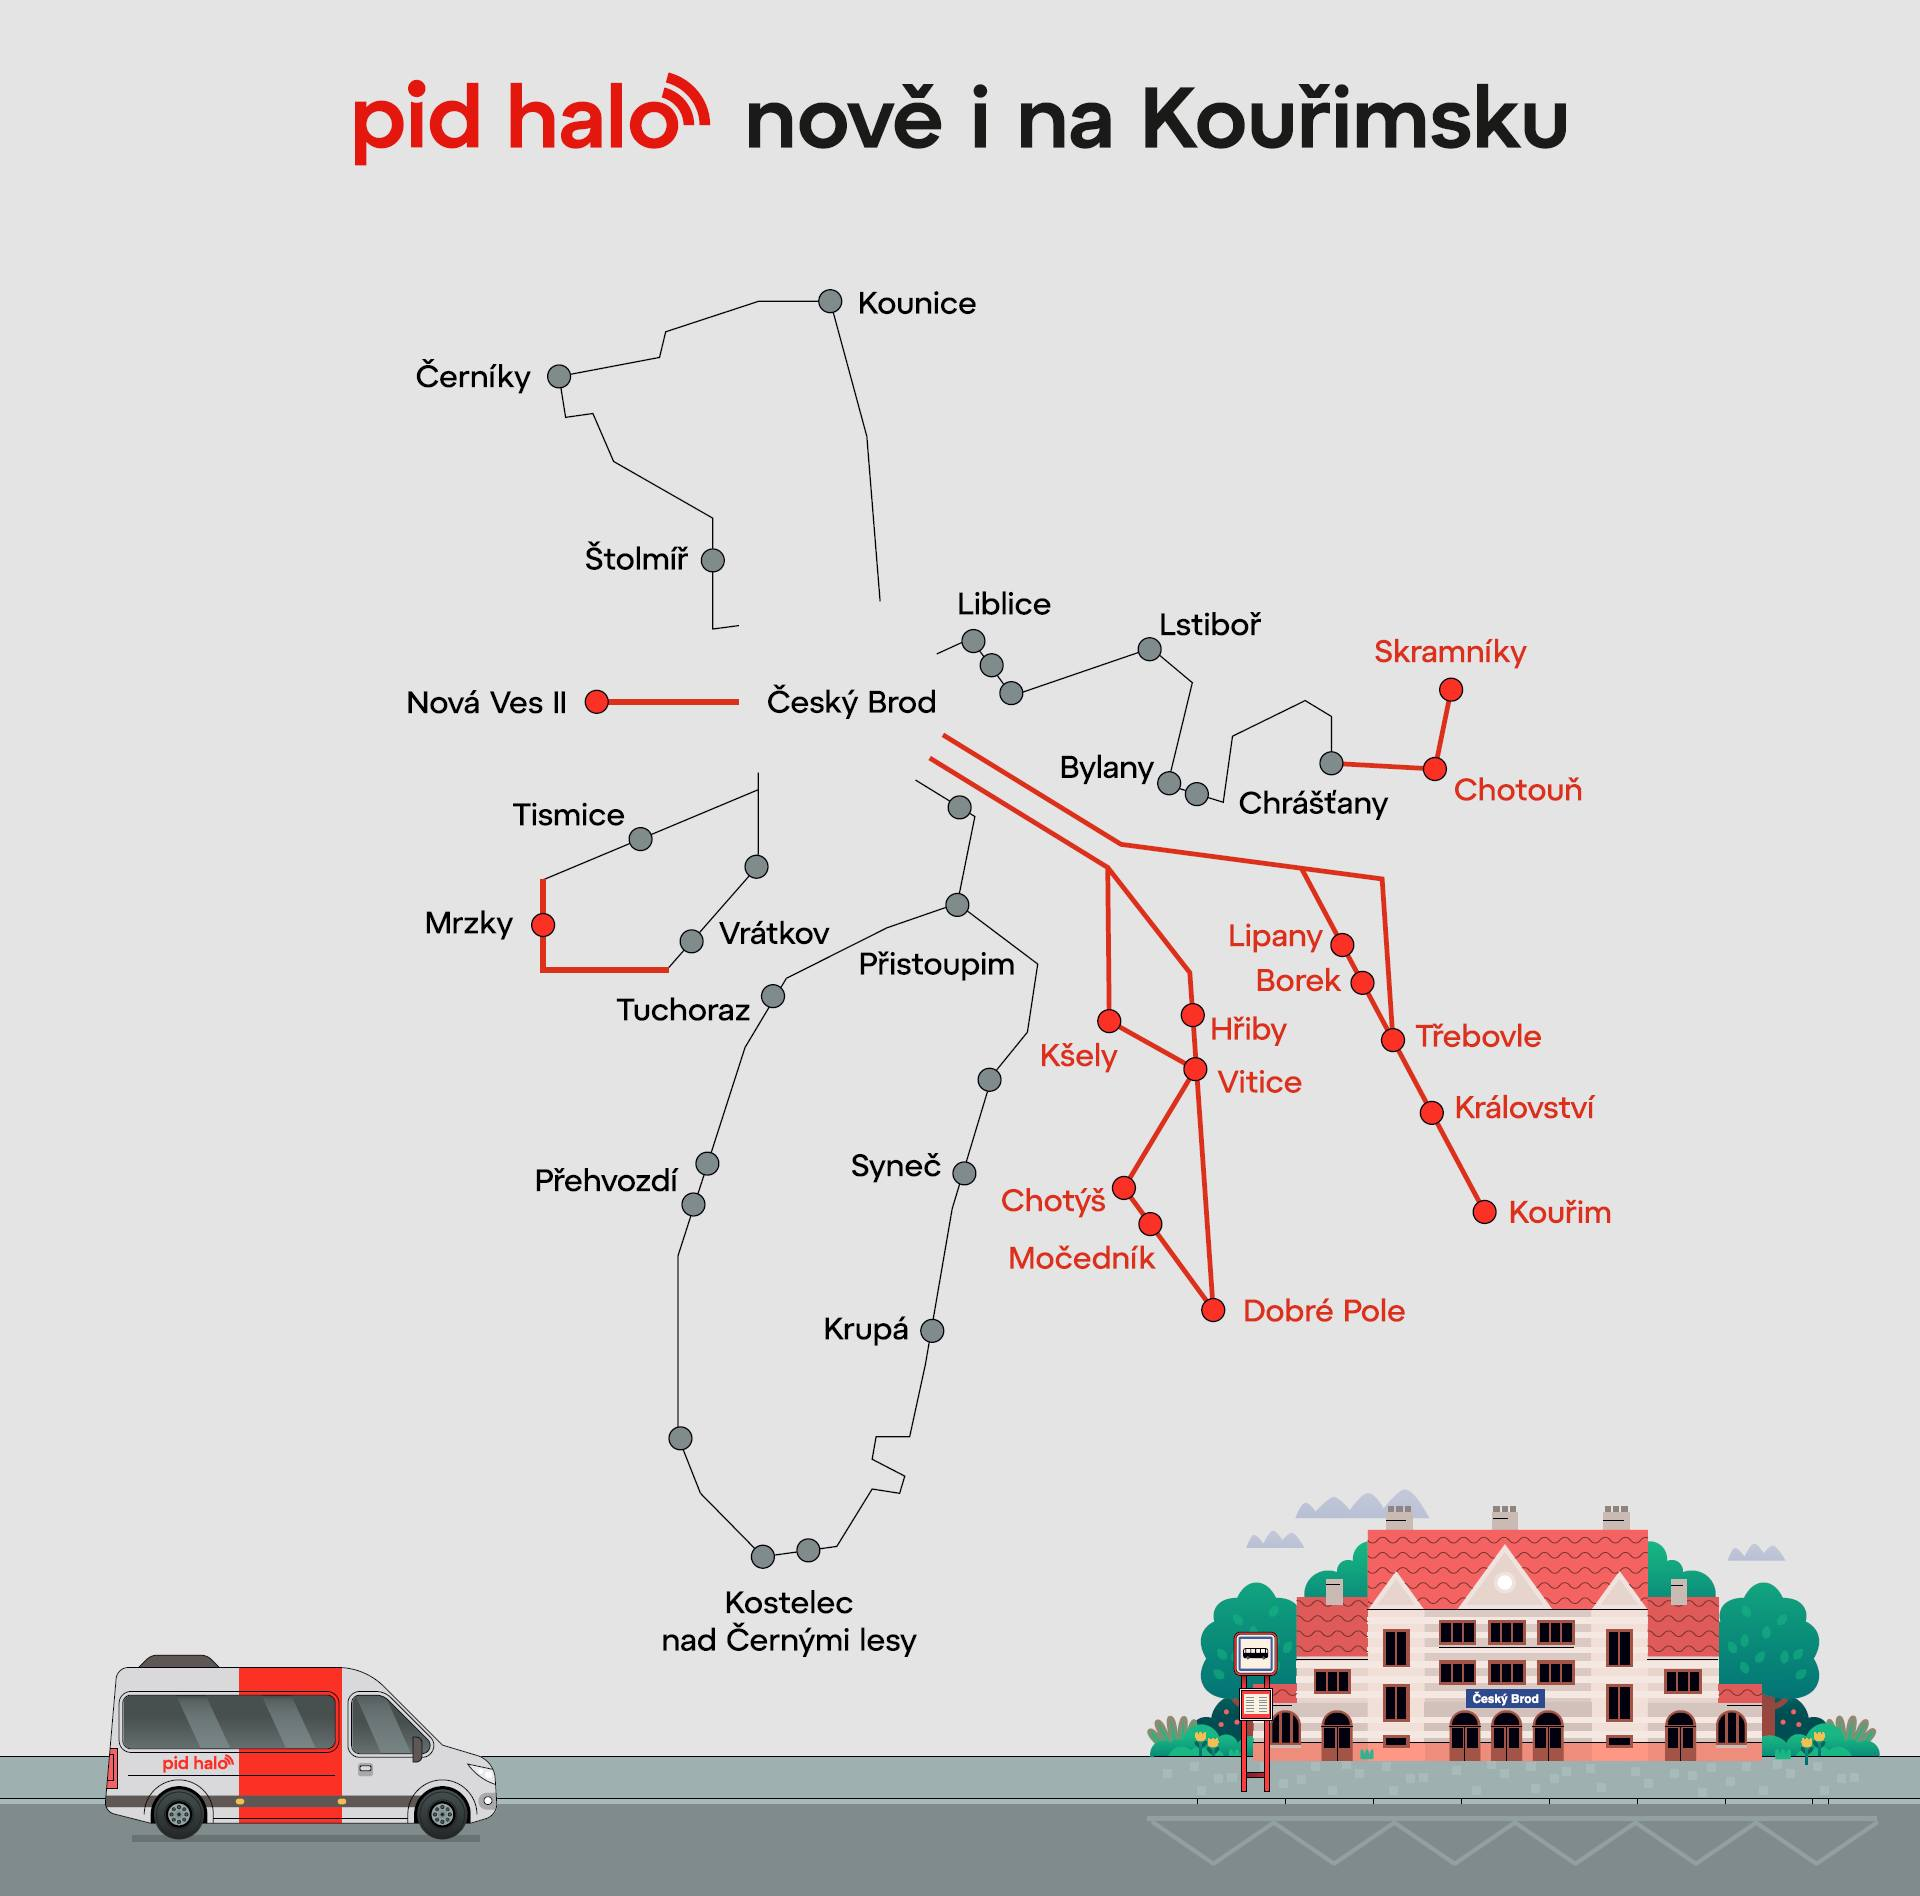 pid halo nově i na Kouřimsku
Kounice
Černíky
Štolmíř
Liblice
Lstiboř
Skramníky
Nová Ves II
Český Brod
Bylany
Chrášťany
Chotouň
Tismice
Mrzky
Vrátkov
Přistoupim
Lipany
Borek
Tuchoraz
Kšely
Hřiby
Třebovle
Vitice
Království
Přehvozdí
Syneč
Chotýš
Kouřim
Močedník
Krupá
Dobré Pole
Kostelec
nad Černými lesy
Český Brod
pid halo